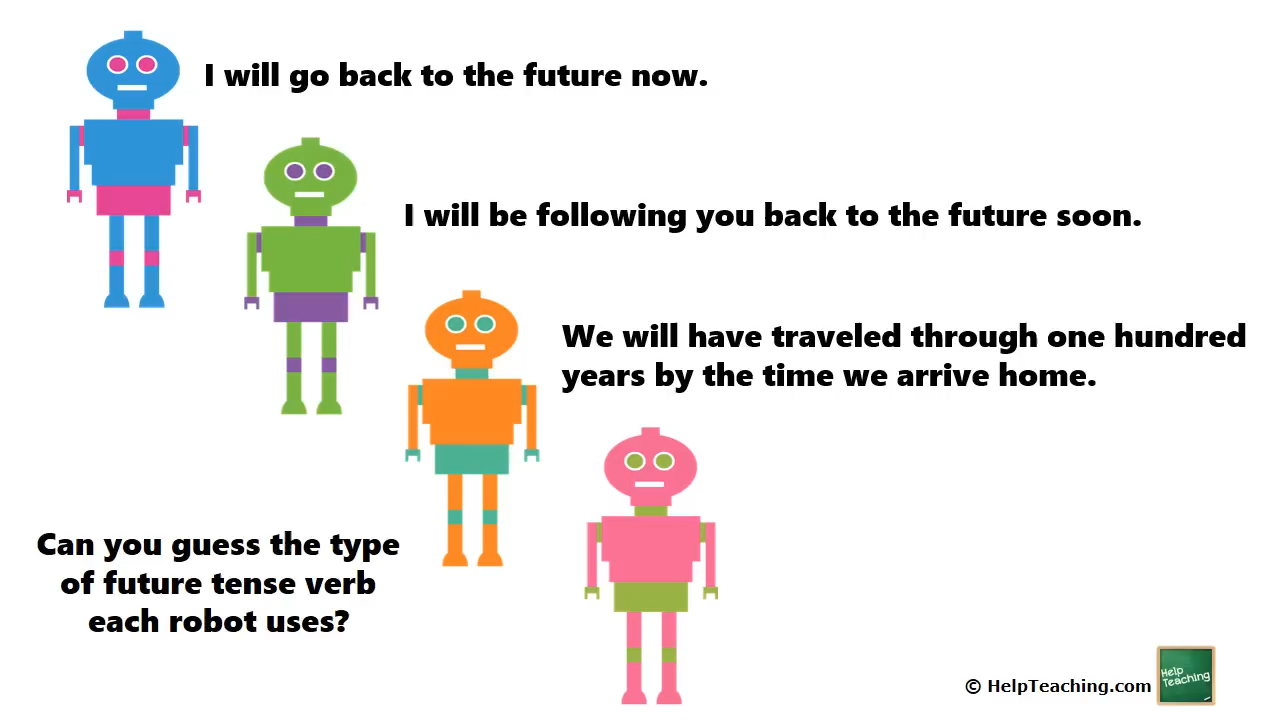 I will go back to the future now.
I will be following you back to the future soon.
We will have traveled through one hundred
years by the time we arrive home.
Can you guess the type
of future tense verb
each robot uses?
© HelpTeaching.com
Help
Teaching